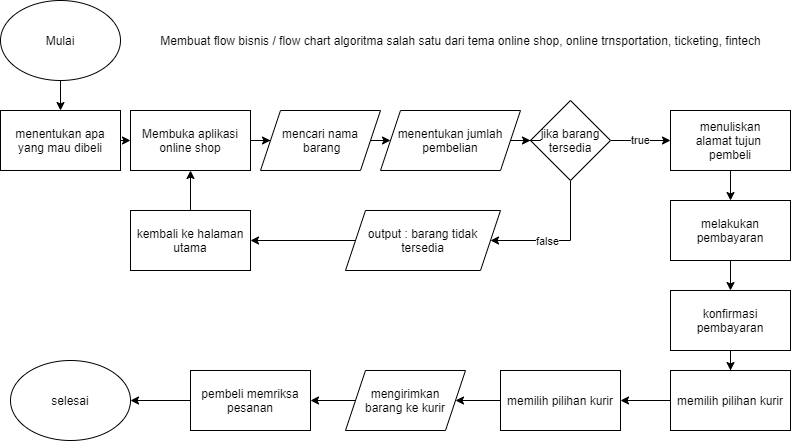 Mulai
Membuat flow bisnis / flow chart algoritma salah satu dari tema online shop, online trnsportation, ticketing, fintech
menentukan apa
yang mau dibeli
Membuka aplikasi
online shop
mencari nama
barang
menentukan jumlah
pembelian
jika barang
tersedia
true
menuliskan
alamat tujun
pembeli
kembali ke halaman
utama
output : barang tidak
tersedia
false
melakukan
pembayaran
konfirmasi
pembayaran
selesai
pembeli memriksa
pesanan
mengirimkan
barang ke kurir
memilih pilihan kurir
memilih pilihan kurir